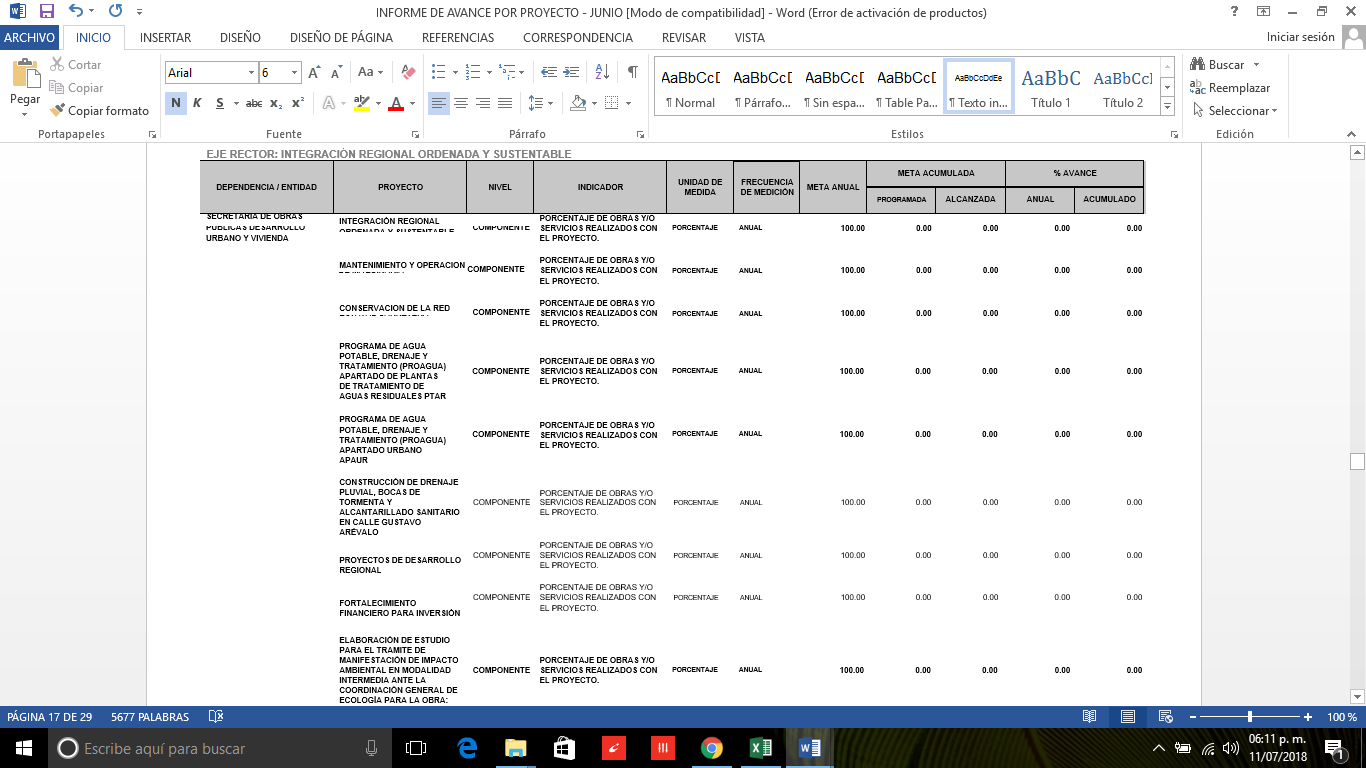 INFORME DE AVANCE POR PROYECTO - JUNIO [Modo de compatibilidad] - Word (Error de activación de productos)
ARCHIVO INICIO INSERTAR DISEÑO DISEÑO DE PÁGINA REFERENCIAS CORRESPONDENCIA REVISAR VISTA Iniciar sesión
Pegar
Cortar
Copiar
Copiar formato
Portapapeles
Arial 6
Fuente
Párrafo
AaBbCcDdEe
AaBbC AaBbCcI
¶ Normal ¶ Párrafo... ¶ Sin espa... ¶ Table Pa... ¶ Texto in... Título 1 Título 2
Estilos
Buscar
Reemplazar
Seleccionar
Edición
EJE RECTOR: INTEGRACIÓN REGIONAL ORDENADA Y SUSTENTABLE
DEPENDENCIA / ENTIDAD PROYECTO NIVEL INDICADOR UNIDAD DE MEDIDA FRECUENCIA DE MEDICIÓN META ANUAL META ACUMULADA % AVANCE
PROGRAMADA ALCANZADA ANUAL ACUMULADO
SECRETARIA DE OBRAS
PUBLICAS DESARROLLO
URBANO Y VIVIENDA
INTEGRACIÓN REGIONAL
ORDENADA Y SUSTENTABLE
COMPONENTE
PORCENTAJE DE OBRAS Y/O
SERVICIOS REALIZADOS CON
EL PROYECTO.
PORCENTAJE ANUAL 100.00 0.00 0.00 0.00 0.00
MANTENIMIENTO Y OPERACION
COMPONENTE
PORCENTAJE DE OBRAS Y/O
SERVICIOS REALIZADOS CON
EL PROYECTO.
PORCENTAJE ANUAL 100.00 0.00 0.00 0.00 0.00
CONSERVACION DE LA RED
COMPONENTE
PORCENTAJE DE OBRAS Y/O
SERVICIOS REALIZADOS CON
EL PROYECTO.
PORCENTAJE ANUAL 100.00 0.00 0.00 0.00 0.00
PROGRAMA DE AGUA
POTABLE, DRENAJE Y
TRATAMIENTO (PROAGUA)
APARTADO DE PLANTAS
DE TRATAMIENTO DE
AGUAS RESIDUALES PTAR
COMPONENTE
PORCENTAJE DE OBRAS Y/O
SERVICIOS REALIZADOS CON
EL PROYECTO.
PORCENTAJE ANUAL 100.00 0.00 0.00 0.00 0.00
PROGRAMA DE AGUA
POTABLE, DRENAJE Y
TRATAMIENTO (PROAGUA)
APARTADO URBANO
APAUR
COMPONENTE
PORCENTAJE DE OBRAS Y/O
SERVICIOS REALIZADOS CON
EL PROYECTO.
PORCENTAJE ANUAL 100.00 0.00 0.00 0.00 0.00
CONSTRUCCIÓN DE DRENAJE
PLUVIAL, BOCAS DE
TORMENTA Y
ALCANTARILLADO SANITARIO
EN CALLE GUSTAVO
ARÉVALO
COMPONENTE
PORCENTAJE DE OBRAS Y/O
SERVICIOS REALIZADOS CON
EL PROYECTO.
PORCENTAJE ANUAL 100.00 0.00 0.00 0.00 0.00
PROYECTOS DE DESARROLLO
REGIONAL
COMPONENTE
PORCENTAJE DE OBRAS Y/O
SERVICIOS REALIZADOS CON
EL PROYECTO.
PORCENTAJE ANUAL 100.00 0.00 0.00 0.00 0.00
FORTALECIMIENTO
FINANCIERO PARA INVERSIÓN
COMPONENTE
PORCENTAJE DE OBRAS Y/O
SERVICIOS REALIZADOS CON
EL PROYECTO.
PORCENTAJE ANUAL 100.00 0.00 0.00 0.00 0.00
ELABORACIÓN DE ESTUDIO
PARA EL TRAMITE DE
MANIFESTACIÓN DE IMPACTO
AMBIENTAL EN MODALIDAD
INTERMEDIA ANTE LA
COORDINACIÓN GENERAL DE
ECOLOGÍA PARA LA OBRA:
COMPONENTE
PORCENTAJE DE OBRAS Y/O
SERVICIOS REALIZADOS CON
EL PROYECTO.
PORCENTAJE ANUAL 100.00 0.00 0.00 0.00 0.00
PÁGINA 17 DE 29 5677 PALABRAS 100 %
Escribe aquí para buscar
06:11 p. m.
11/07/2018
1